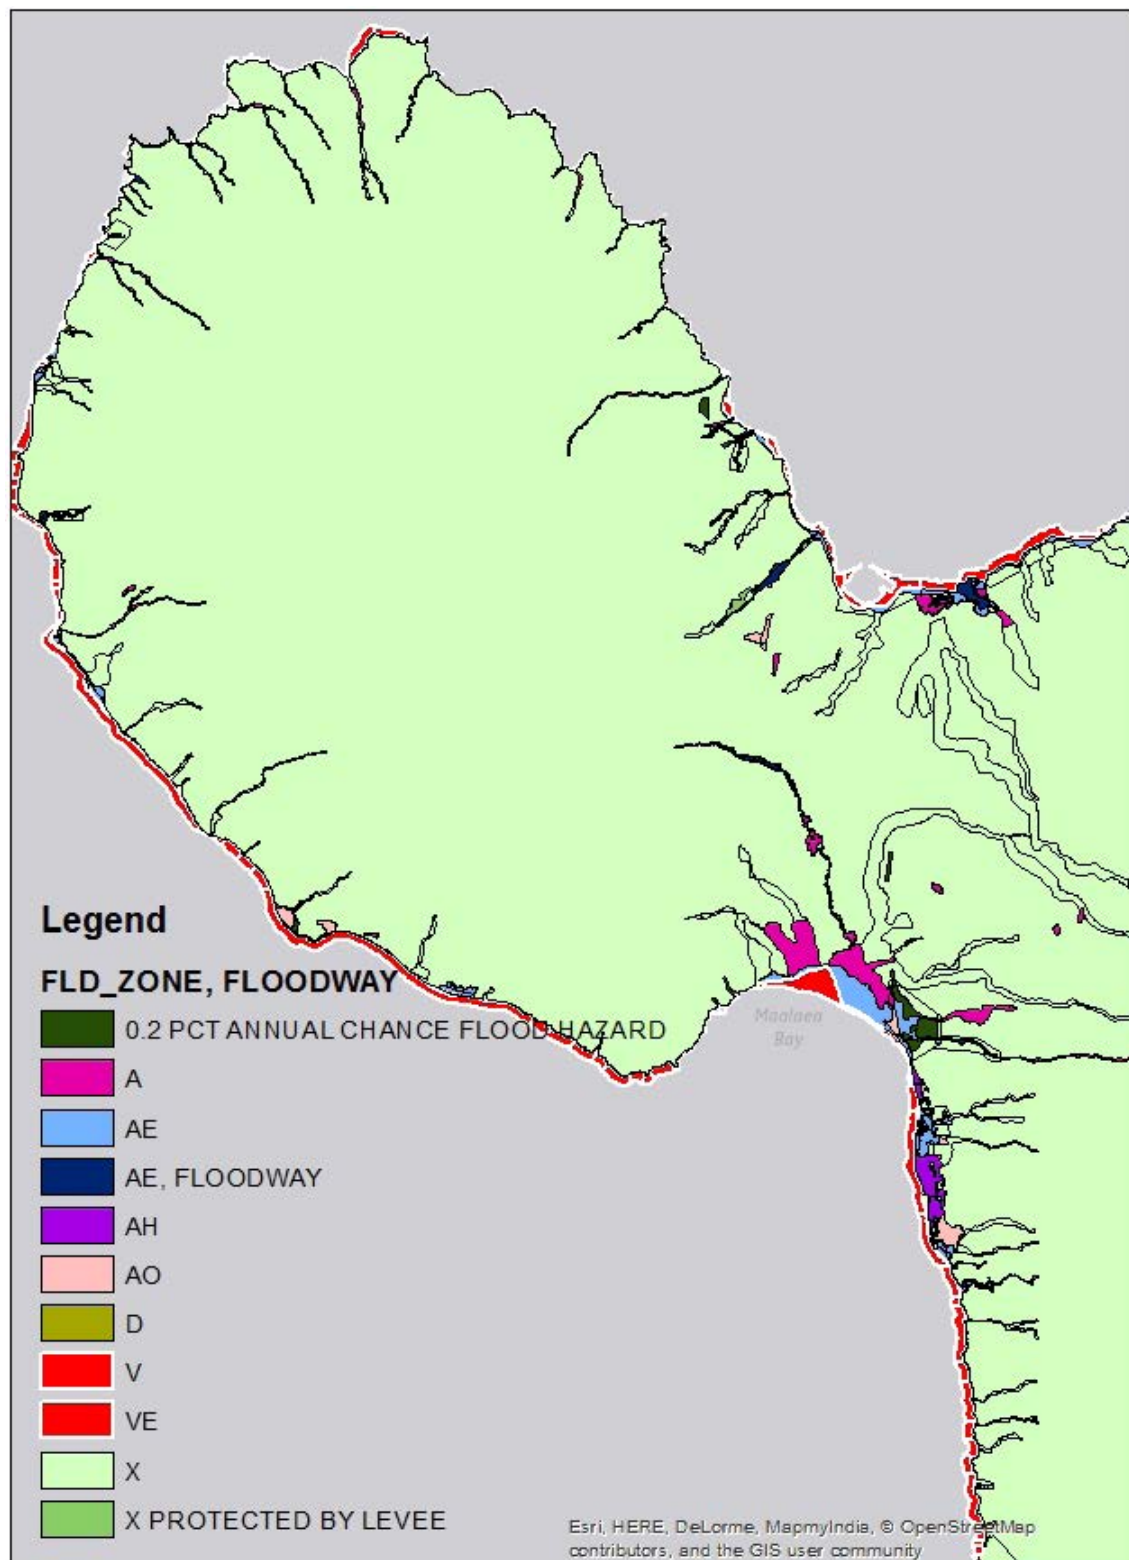 Maalaea
Bay
Legend
FLD_ZONE, FLOODWAY
0.2 PCT ANNUAL CHANCE FLOOD HAZARD
A
AE
AE, FLOODWAY
AH
AO
D
V
VE
X
X PROTECTED BY LEVEE
Esri, HERE, DeLorme, MapmyIndia, © OpenStreetMap
contributors, and the GIS user community